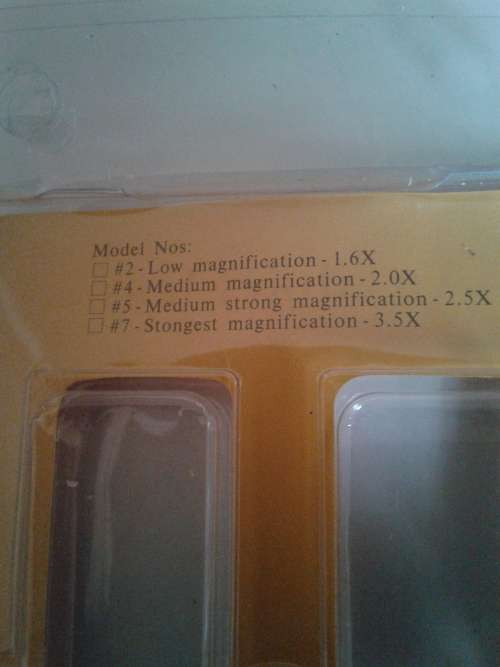 Model Nos:
#2-Low magnification-1.6X
#4-Medium magnification-2.0X
#5-Medium strong magnification-2.5X
#7-Stongest magnification-3.5X